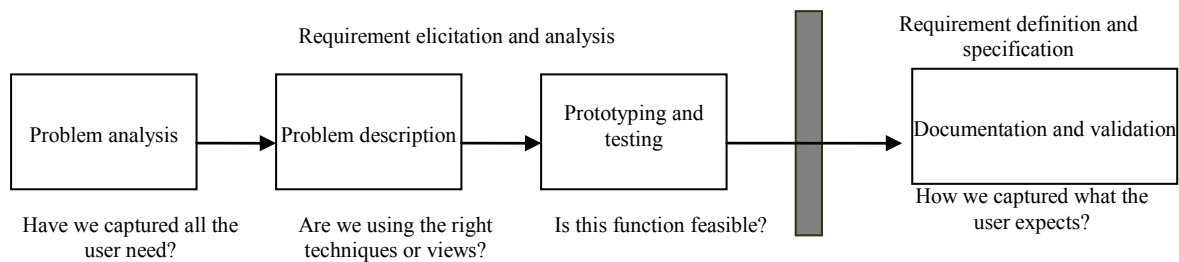 Requirement elicitation and analysis
Requirement definition and
specification
Problem analysis
Problem description
Prototyping and
testing
Documentation and validation
Have we captured all the
user need?
Are we using the right
techniques or views?
Is this function feasible?
How we captured what the
user expects?